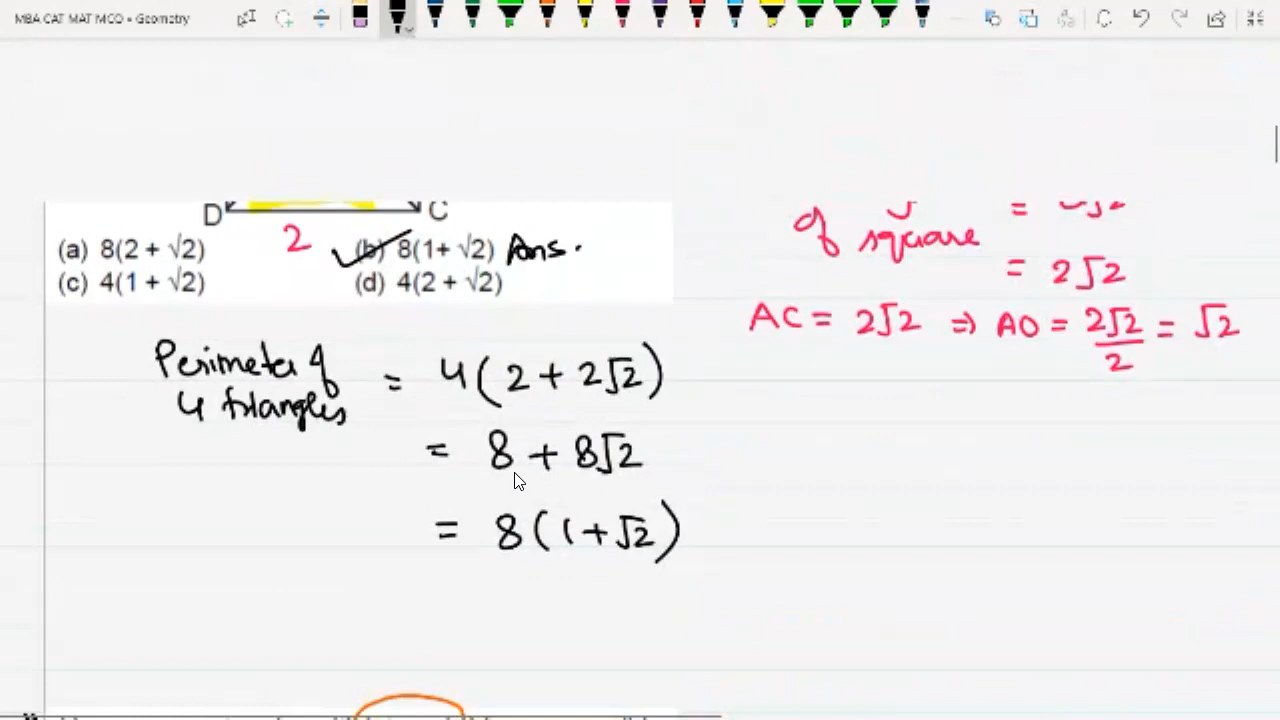 MBA CAT MAT MCQ • Geometry
D C
2
(a) 8(2 + √2) (b) 8(1+ √2) Ans.
(c) 4(1 + √2) (d) 4(2 + √2)
of square
= 2√2
AC = 2√2 ⇒ AO = 2√2/2 = √2
Perimeter of
4 triangles = 4(2 + 2√2)
= 8 + 8√2
= 8(1+√2)